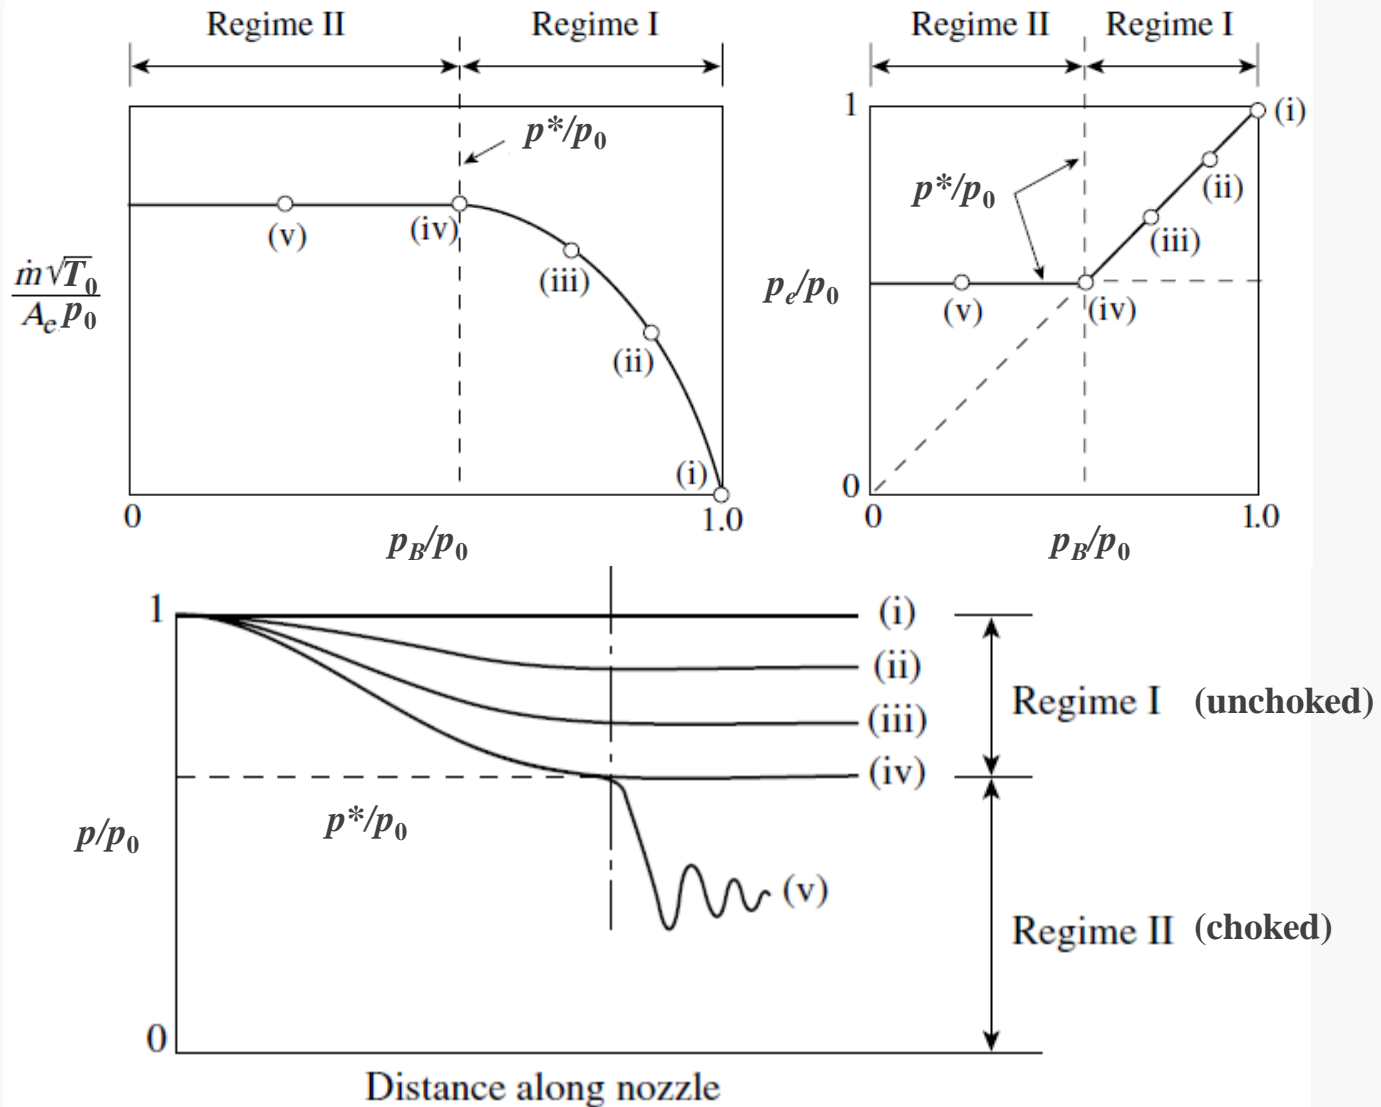 Regime II
Regime I
p*/p0
(v)
(iv)
(iii)
(ii)
(i)
ṁ√T0
Ae p0
0
1.0
pB/p0
Regime II
Regime I
1
(i)
(ii)
(iii)
p*/p0
pe/p0
(v)
(iv)
0
0
1.0
pB/p0
1
(i)
(ii)
(iii)
(iv)
Regime I (unchoked)
p*/p0
p/p0
(v)
Regime II (choked)
0
Distance along nozzle